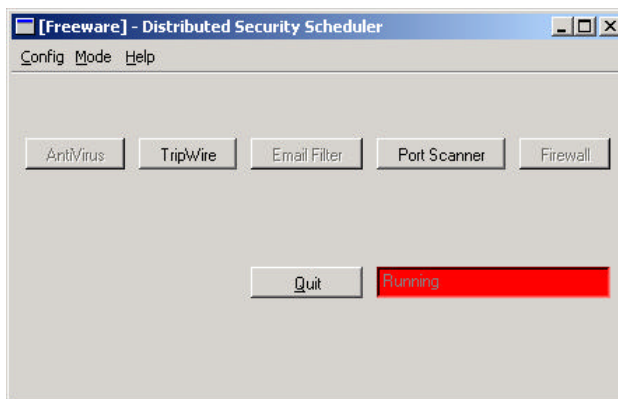 [Freeware] - Distributed Security Scheduler
Config Mode Help
AntiVirus TripWire Email Filter Port Scanner Firewall
Quit Running